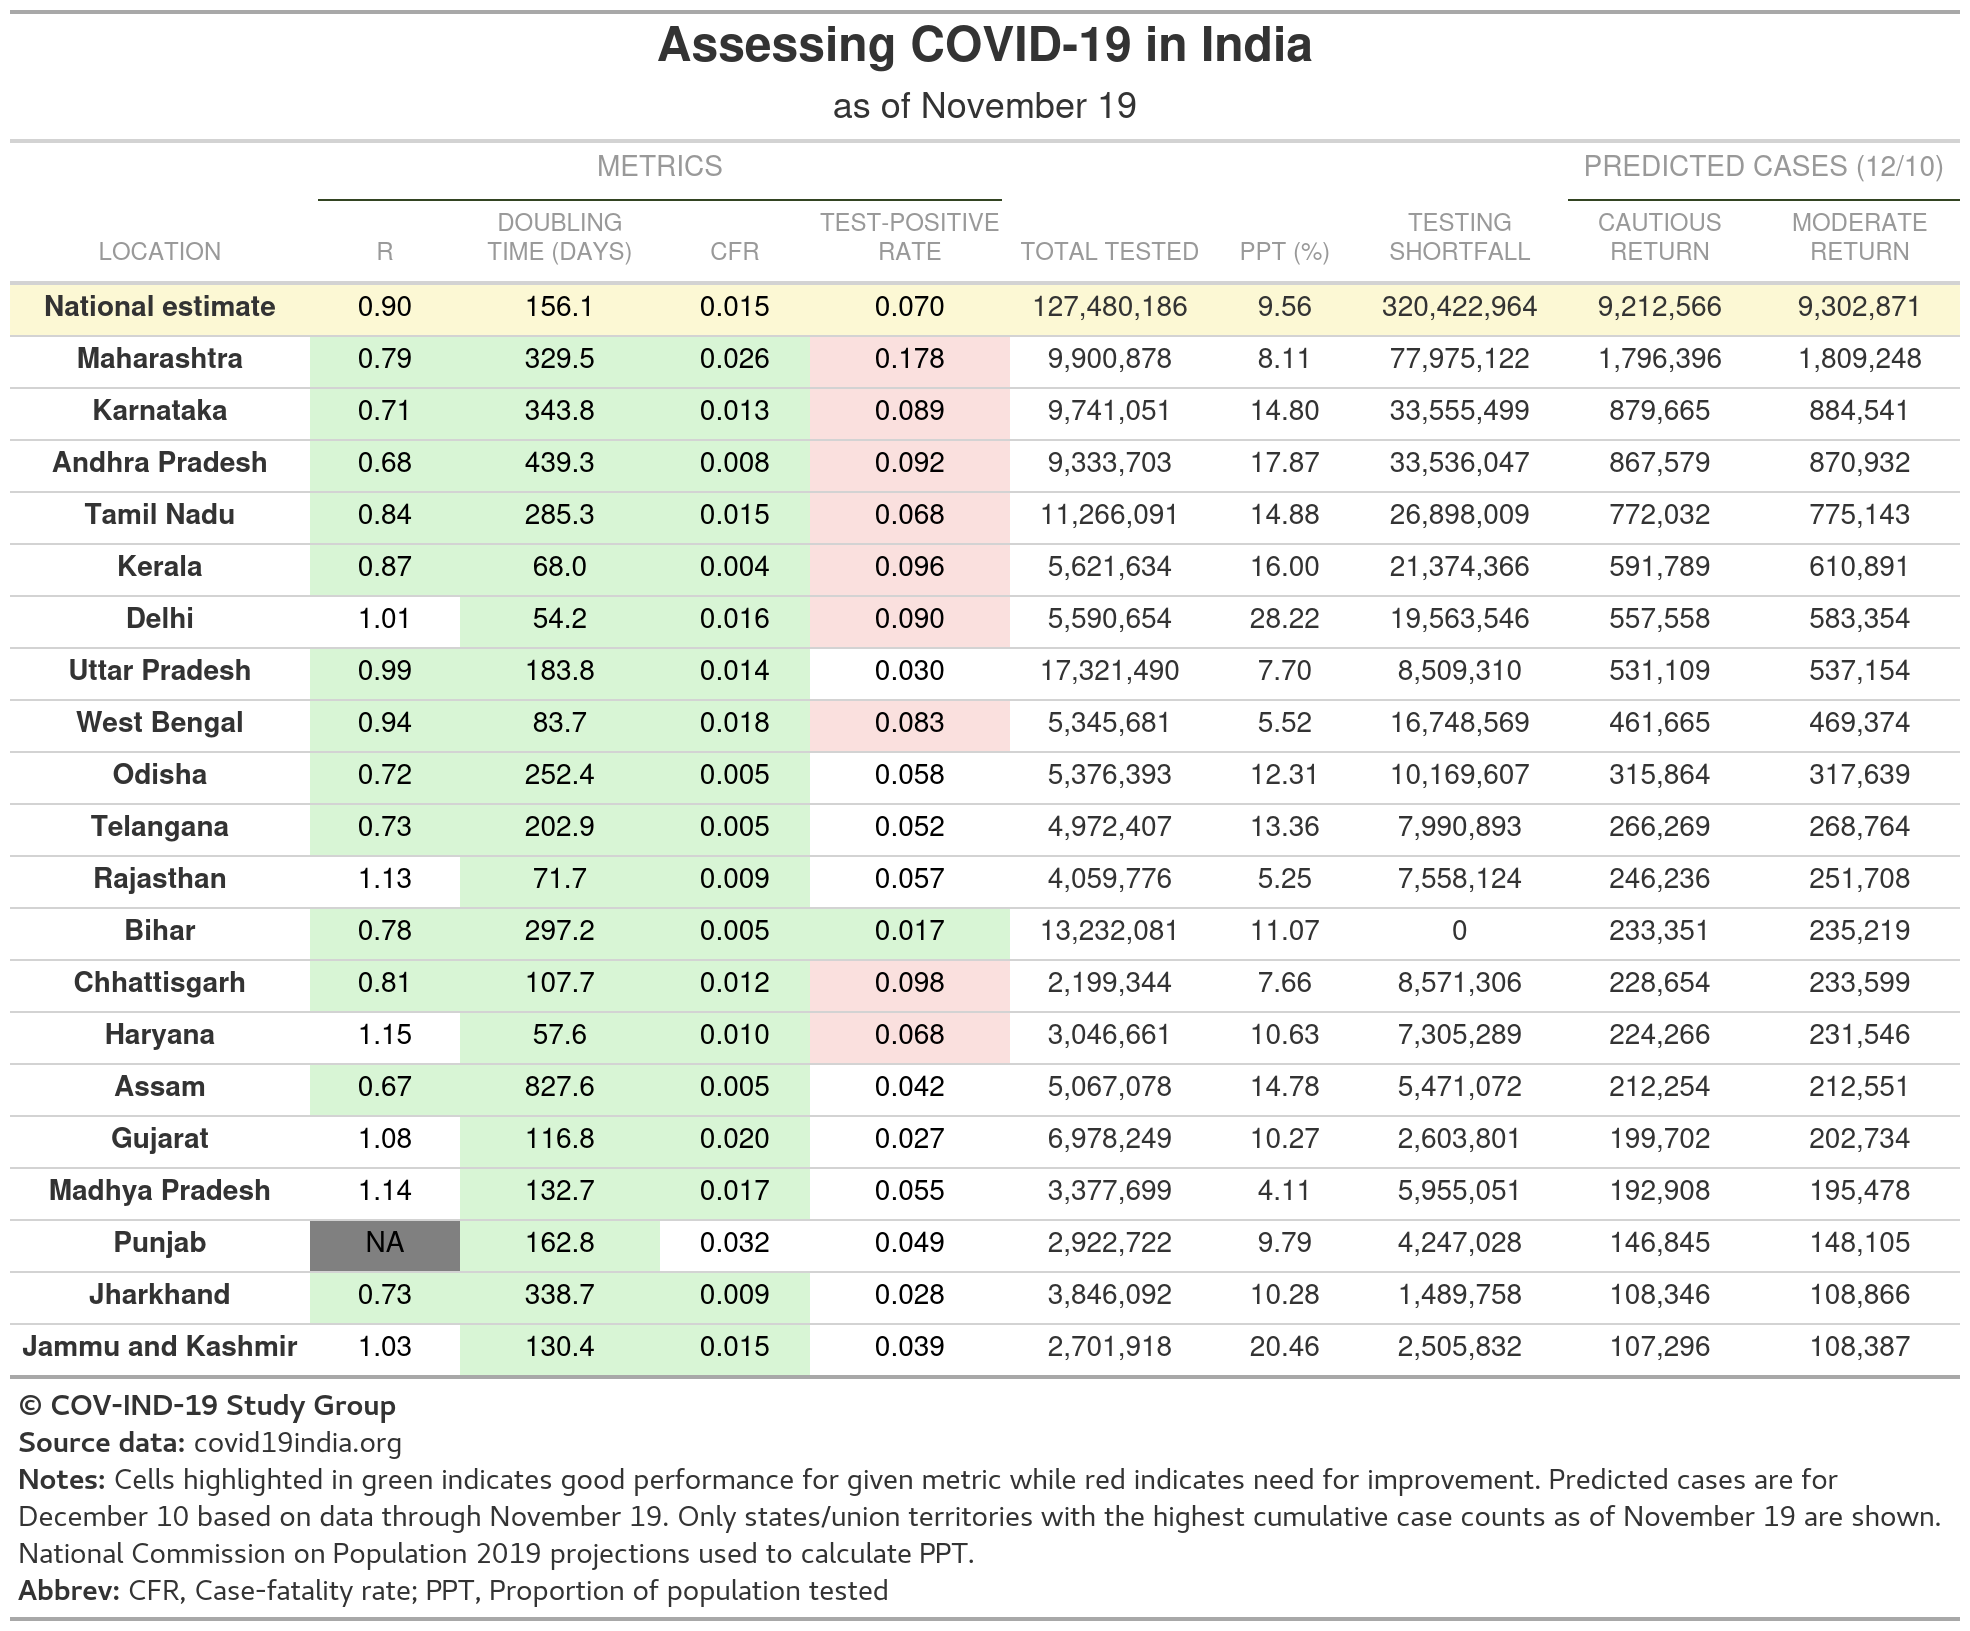 Assessing COVID-19 in India
as of November 19
METRICS PREDICTED CASES (12/10)
LOCATION R DOUBLING TIME (DAYS) CFR TEST-POSITIVE RATE TOTAL TESTED PPT (%) TESTING SHORTFALL CAUTIOUS RETURN MODERATE RETURN
National estimate 0.90 156.1 0.015 0.070 127,480,186 9.56 320,422,964 9,212,566 9,302,871
Maharashtra 0.79 329.5 0.026 0.178 9,900,878 8.11 77,975,122 1,796,396 1,809,248
Karnataka 0.71 343.8 0.013 0.089 9,741,051 14.80 33,555,499 879,665 884,541
Andhra Pradesh 0.68 439.3 0.008 0.092 9,333,703 17.87 33,536,047 867,579 870,932
Tamil Nadu 0.84 285.3 0.015 0.068 11,266,091 14.88 26,898,009 772,032 775,143
Kerala 0.87 68.0 0.004 0.096 5,621,634 16.00 21,374,366 591,789 610,891
Delhi 1.01 54.2 0.016 0.090 5,590,654 28.22 19,563,546 557,558 583,354
Uttar Pradesh 0.99 183.8 0.014 0.030 17,321,490 7.70 8,509,310 531,109 537,154
West Bengal 0.94 83.7 0.018 0.083 5,345,681 5.52 16,748,569 461,665 469,374
Odisha 0.72 252.4 0.005 0.058 5,376,393 12.31 10,169,607 315,864 317,639
Telangana 0.73 202.9 0.005 0.052 4,972,407 13.36 7,990,893 266,269 268,764
Rajasthan 1.13 71.7 0.009 0.057 4,059,776 5.25 7,558,124 246,236 251,708
Bihar 0.78 297.2 0.005 0.017 13,232,081 11.07 0 233,351 235,219
Chhattisgarh 0.81 107.7 0.012 0.098 2,199,344 7.66 8,571,306 228,654 233,599
Haryana 1.15 57.6 0.010 0.068 3,046,661 10.63 7,305,289 224,266 231,546
Assam 0.67 827.6 0.005 0.042 5,067,078 14.78 5,471,072 212,254 212,551
Gujarat 1.08 116.8 0.020 0.027 6,978,249 10.27 2,603,801 199,702 202,734
Madhya Pradesh 1.14 132.7 0.017 0.055 3,377,699 4.11 5,955,051 192,908 195,478
Punjab NA 162.8 0.032 0.049 2,922,722 9.79 4,247,028 146,845 148,105
Jharkhand 0.73 338.7 0.009 0.028 3,846,092 10.28 1,489,758 108,346 108,866
Jammu and Kashmir 1.03 130.4 0.015 0.039 2,701,918 20.46 2,505,832 107,296 108,387
© COV-IND-19 Study Group
Source data: covid19india.org
Notes: Cells highlighted in green indicates good performance for given metric while red indicates need for improvement. Predicted cases are for
December 10 based on data through November 19. Only states/union territories with the highest cumulative case counts as of November 19 are shown.
National Commission on Population 2019 projections used to calculate PPT.
Abbrev: CFR, Case-fatality rate; PPT, Proportion of population tested